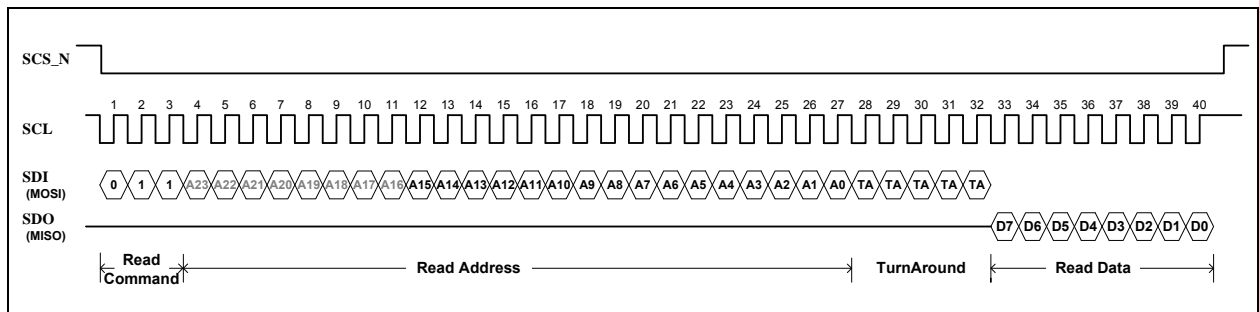 SCS_N
1 2 3 4 5 6 7 8 9 10 11 12 13 14 15 16 17 18 19 20 21 22 23 24 25 26 27 28 29 30 31 32 33 34 35 36 37 38 39 40
SCL
SDI
(MOSI)
0 1 1 A23 A22 A21 A20 A19 A18 A17 A16 A15 A14 A13 A12 A11 A10 A9 A8 A7 A6 A5 A4 A3 A2 A1 A0 TA TA TA TA TA
SDO
(MISO)
D7 D6 D5 D4 D3 D2 D1 D0
Read
Command
Read Address
TurnAround
Read Data